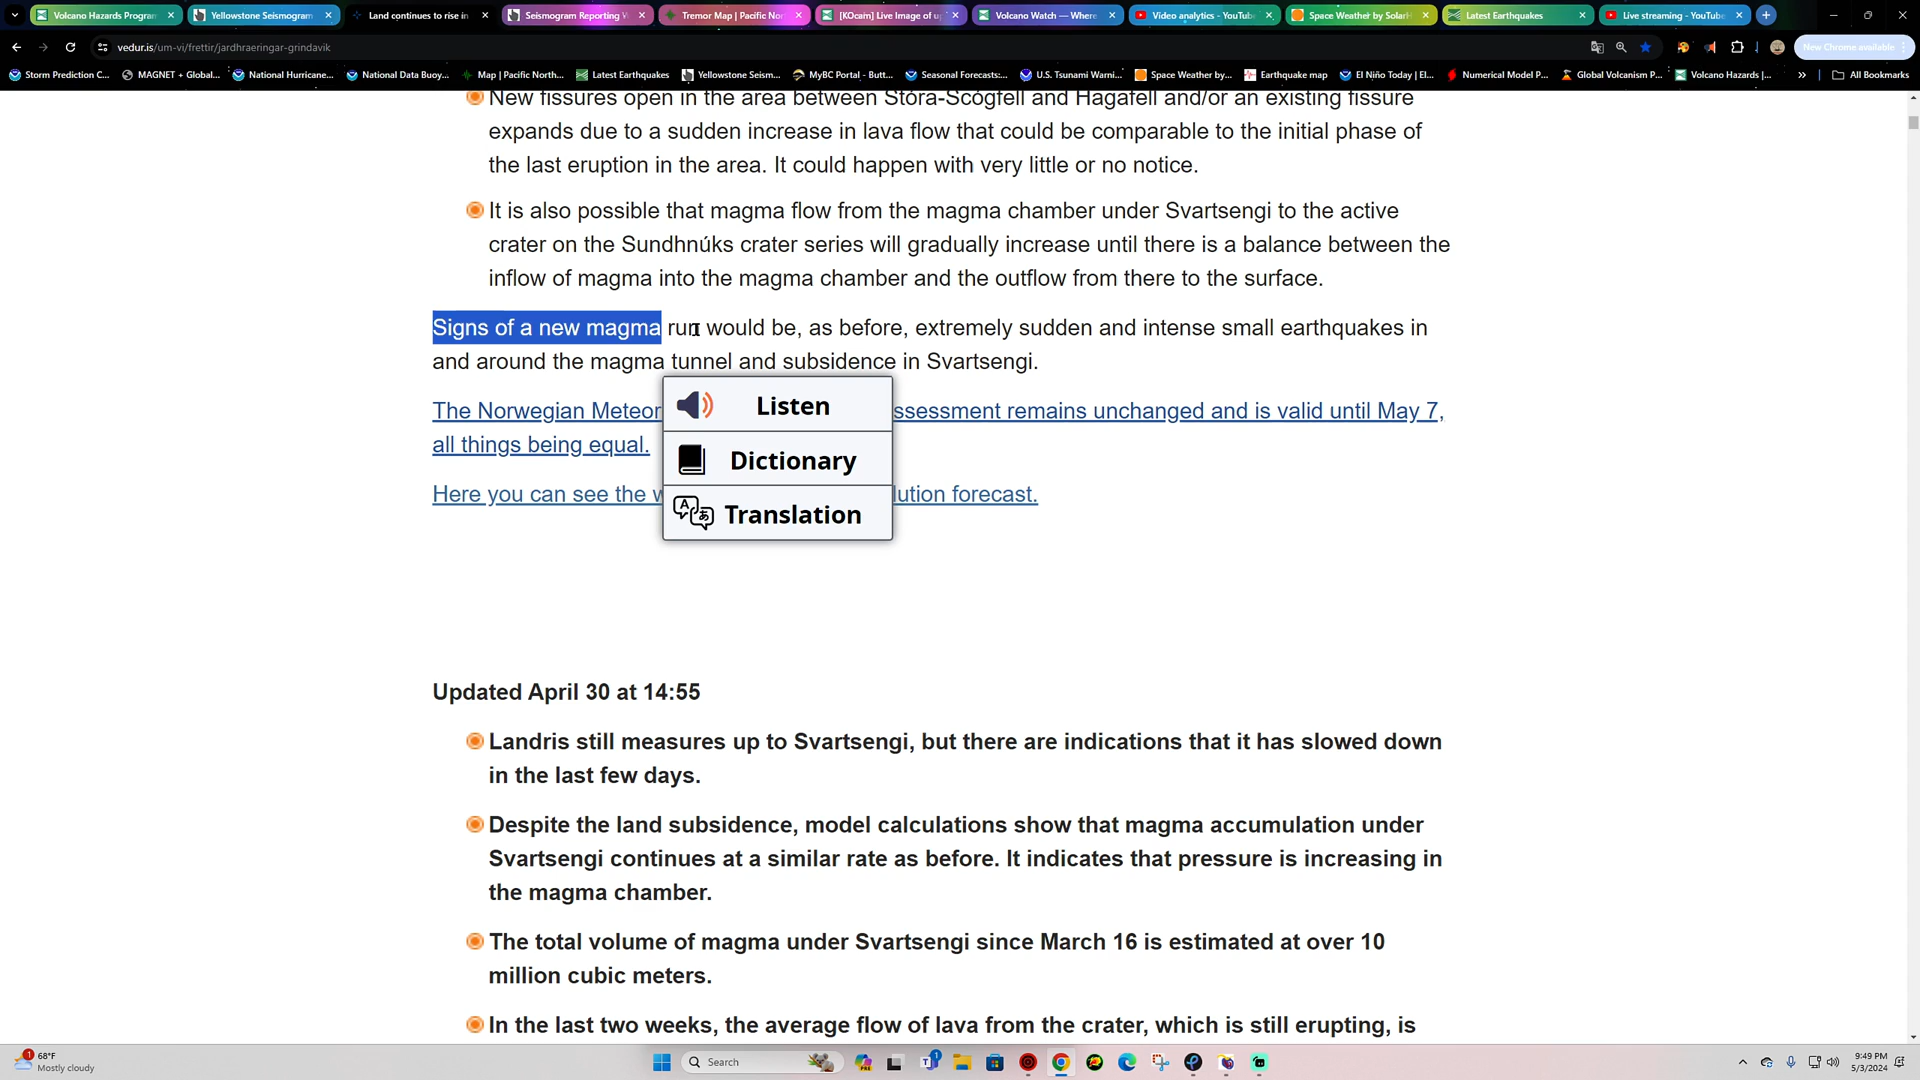 Volcano Hazards Program
Yellowstone Seismogram
Land continues to rise in
Seismogram Reporting
Tremor Map | Pacific No
[KOcam] Live Image of
Volcano Watch — Where
Video analytics - YouTube
Space Weather by SolarH
Latest Earthquakes
Live streaming - YouTube
vedur.is/um-vi/frettir/jardhraeringar-grindavik
New Chrome available
Storm Prediction C...
MAGNET + Global...
National Hurricane...
National Data Buoy...
Map | Pacific North...
Latest Earthquakes
Yellowstone Seism...
MyBC Portal - Butt...
Seasonal Forecasts:...
U.S. Tsunami Warni...
Space Weather by...
Earthquake map
El Niño Today | El...
Numerical Model P...
Global Volcanism P...
Volcano Hazards |...
All Bookmarks
New fissures open in the area between Stóra-Scógfell and Hagafell and/or an existing fissure
expands due to a sudden increase in lava flow that could be comparable to the initial phase of
the last eruption in the area. It could happen with very little or no notice.
It is also possible that magma flow from the magma chamber under Svartsengi to the active
crater on the Sundhnúks crater series will gradually increase until there is a balance between the
inflow of magma into the magma chamber and the outflow from there to the surface.
Signs of a new magma run would be, as before, extremely sudden and intense small earthquakes in
and around the magma tunnel and subsidence in Svartsengi.
The Norwegian Meteor ssessment remains unchanged and is valid until May 7,
all things being equal.
Here you can see the w lution forecast.
Listen
Dictionary
Translation
Updated April 30 at 14:55
Landris still measures up to Svartsengi, but there are indications that it has slowed down
in the last few days.
Despite the land subsidence, model calculations show that magma accumulation under
Svartsengi continues at a similar rate as before. It indicates that pressure is increasing in
the magma chamber.
The total volume of magma under Svartsengi since March 16 is estimated at over 10
million cubic meters.
In the last two weeks, the average flow of lava from the crater, which is still erupting, is
1
68°F
Mostly cloudy
Search
1
9:49 PM
5/3/2024